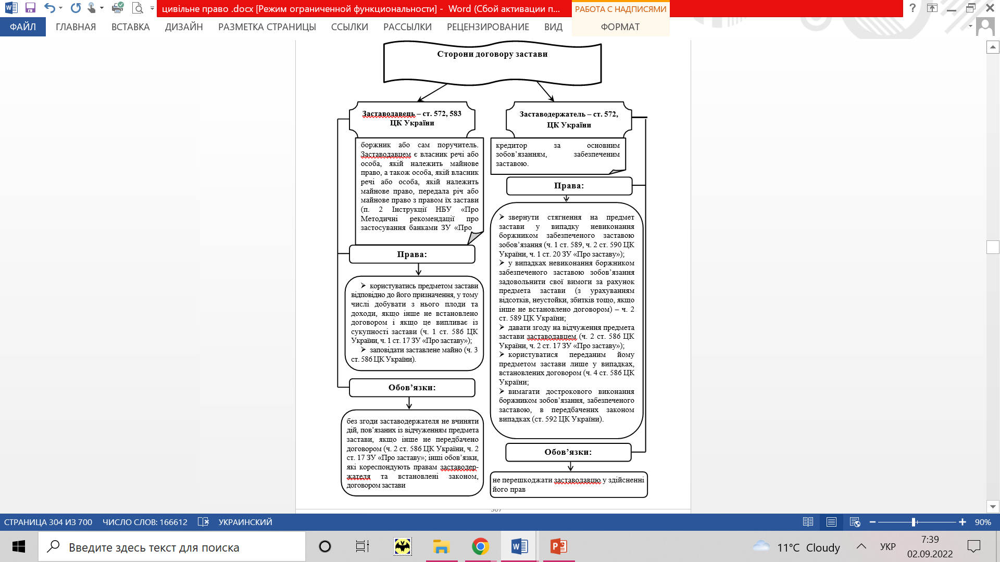 цивільне право .docx [Режим ограниченной функциональности] - Word (Сбой активации п...
РАБОТА С НАДПИСЯМИ
?
ФАЙЛ ГЛАВНАЯ ВСТАВКА ДИЗАЙН РАЗМЕТКА СТРАНИЦЫ ССЫЛКИ РАССЫЛКИ РЕЦЕНЗИРОВАНИЕ ВИД ФОРМАТ
Сторони договору застави
Заставодавець – ст. 572, 583
ЦК України
боржник або сам поручитель.
Заставодавцем є власник речі або
особа, якій належить майнове
право, а також особа, якій власник
речі або особа, якій належить
майнове право, передала річ або
майнове право з правом їх застави
(п. 2 Інструкції НБУ «Про
Методичні рекомендації про
застосування банками ЗУ «Про
Права:
➢ користуватись предметом застави
відповідно до його призначення, у тому
числі добувати з нього плоди та
доходи, якщо інше не встановлено
договором і якщо це випливає із
сукупності застави (ч. 1 ст. 586 ЦК
України, ч. 1 ст. 17 ЗУ «Про заставу»);
➢ заповідати заставлене майно (ч. 3
ст. 586 ЦК України).
Обов’язки:
без згоди заставодержателя не вчиняти
дій, пов’язаних із відчуженням предмета
застави, якщо інше не передбачено
договором (ч. 2 ст. 586 ЦК України, ч. 2
ст. 17 ЗУ «Про заставу»; інші обов’язки,
які кореспондують правам заставодер-
жателя та встановлені законом,
договором застави
Заставодержатель – ст. 572,
ЦК України
кредитор за основним
зобов’язанням, забезпеченим
заставою.
Права:
➢ звернути стягнення на предмет
застави у випадку невиконання
боржником забезпеченого заставою
зобов’язання (ч. 1 ст. 589, ч. 2 ст. 590 ЦК
України, ч. 1 ст. 20 ЗУ «Про заставу»);
➢ у випадках невиконання боржником
забезпеченого заставою зобов’язання
задовольнити свої вимоги за рахунок
предмета застави (з урахуванням
відсотків, неустойки, збитків тощо, якщо
інше не встановлено договором) – ч. 2
ст. 589 ЦК України;
➢ давати згоду на відчуження предмета
застави заставодавцем (ч. 2 ст. 586 ЦК
України, ч. 2 ст. 17 ЗУ «Про заставу»);
➢ користуватися переданим йому
предметом застави лише у випадках,
встановлених договором (ч. 4 ст. 586 ЦК
України;
➢ вимагати дострокового виконання
боржником зобов’язання, забезпеченого
заставою, в передбачених законом
випадках (ст. 592 ЦК України).
Обов’язки:
не перешкоджати заставодавцю у здійсненні
його прав
307
СТРАНИЦА 304 ИЗ 700 ЧИСЛО СЛОВ: 166612 УКРАИНСКИЙ 90%
Введите здесь текст для поиска
11°C Cloudy
УКР
7:39
02.09.2022